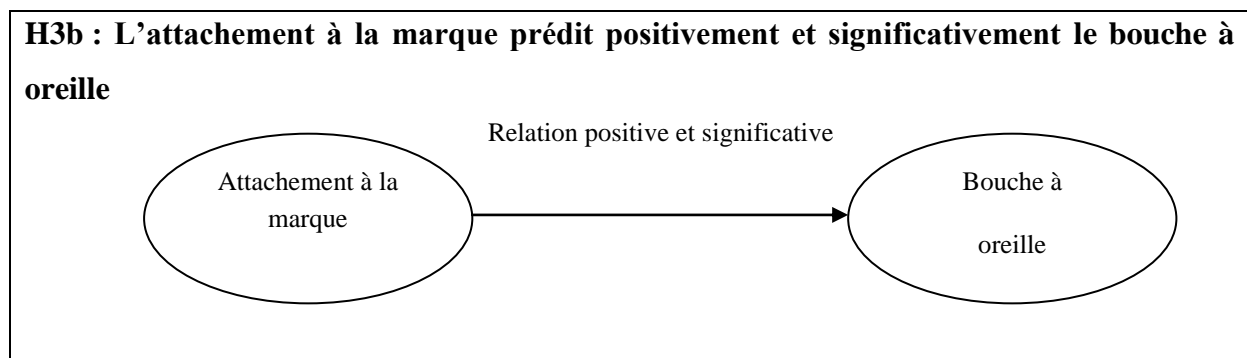 H3b : L'attachement à la marque prédit positivement et significativement le bouche à
oreille
Relation positive et significative
Attachement à la
marque
Bouche à
oreille